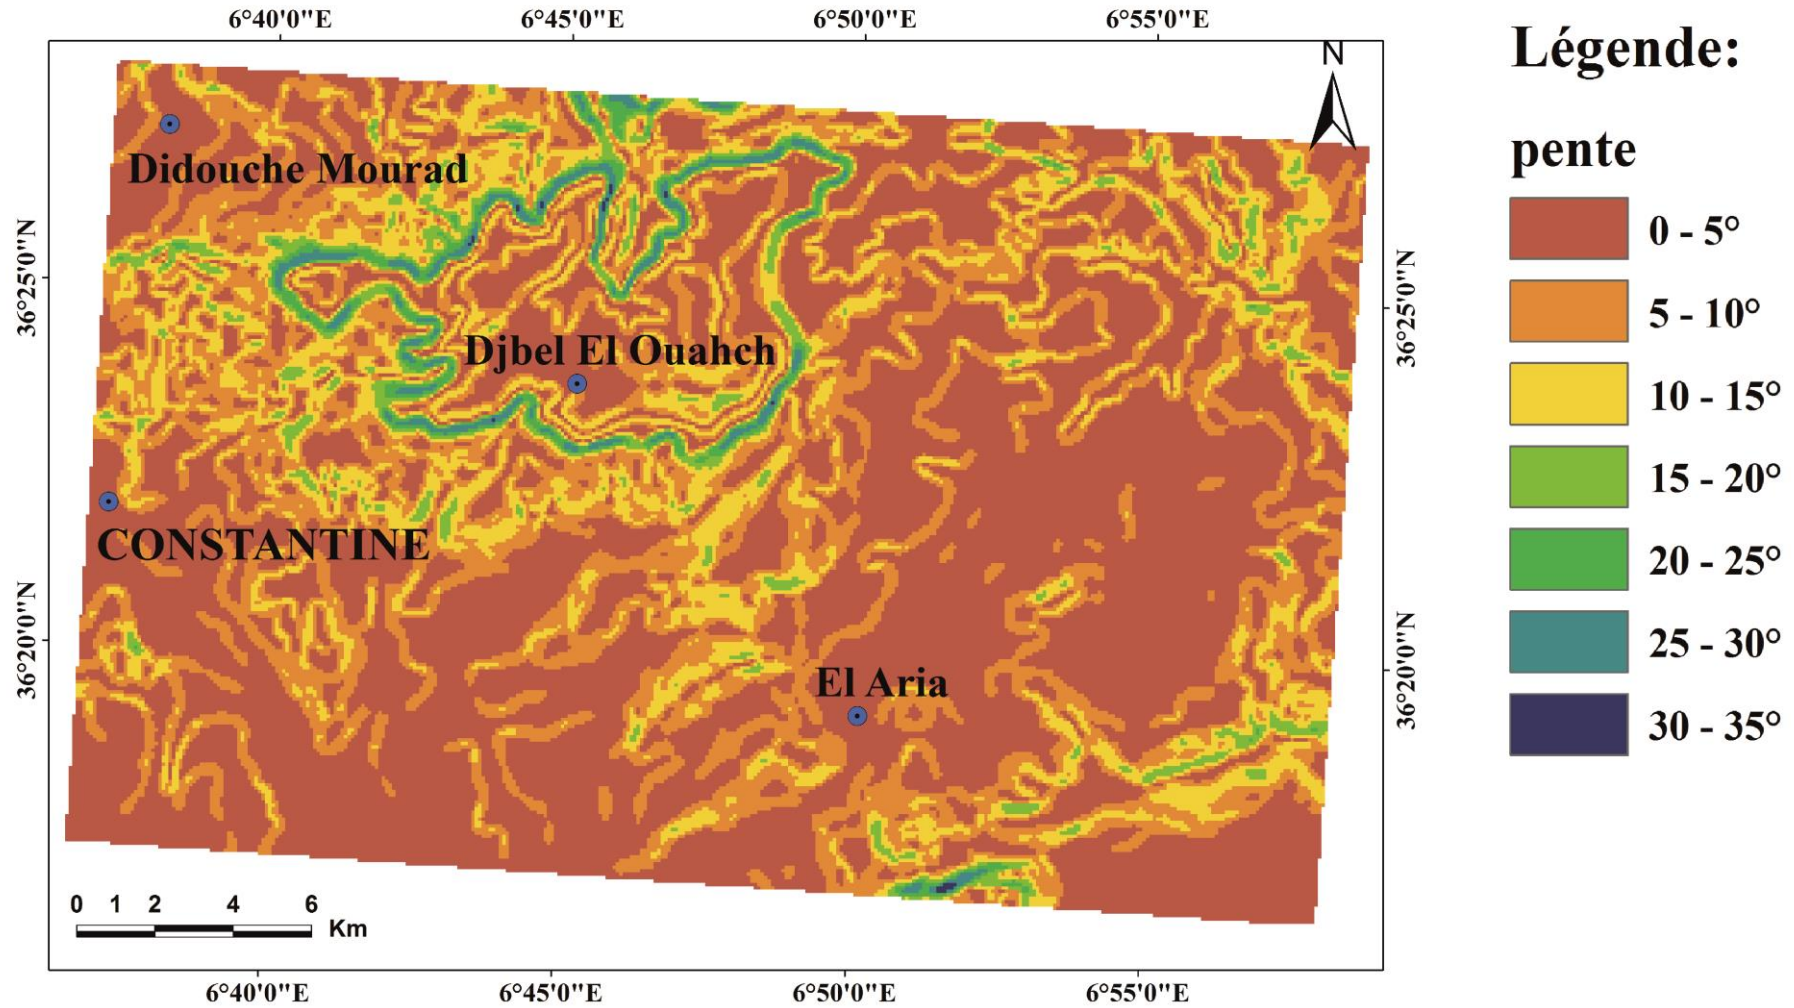 6°40'0"E 6°45'0"E 6°50'0"E 6°55'0"E
Légende:
N
pente
Didouche Mourad
0 - 5°
36°25'0"N
36°25'0"N
5 - 10°
Djbel El Ouahch
10 - 15°
15 - 20°
CONSTANTINE
20 - 25°
36°20'0"N
36°20'0"N
25 - 30°
El Aria
30 - 35°
0 1 2 4 6
Km
6°40'0"E 6°45'0"E 6°50'0"E 6°55'0"E